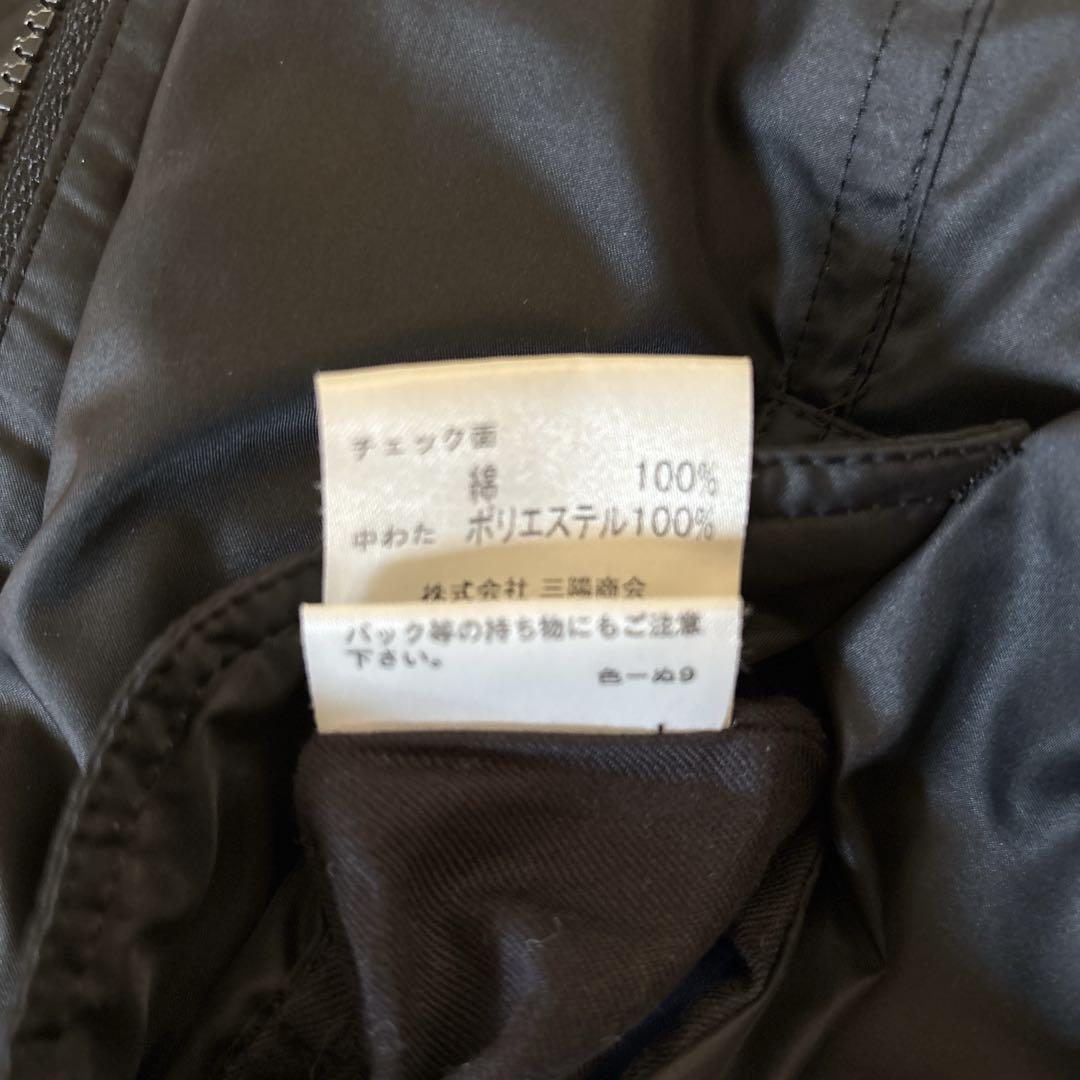 チェック面
綿 100%
中わた ポリエステル100%
株式会社 三陽商会
バック等の持ち物にもご注意
下さい。
色一ぬ9